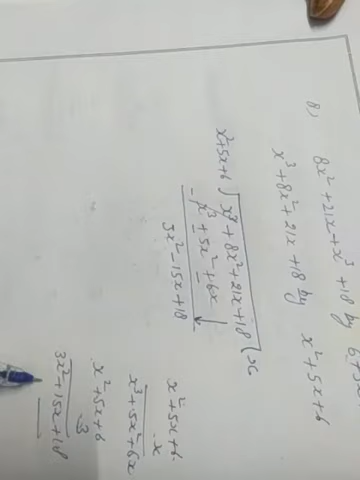 8) 8x² + 21x + x³ + 18 by
x³ + 8x² + 21x + 18 by x² + 5x + 6
x² + 5x + 6 √ x³ + 8x² + 21x + 18 ( x
- x³ ± 5x² + 6x
3x² - 15x + 18
x² + 5x + 6
x
x³ + 5x² + 6x
x² + 5x + 6
3
3x² + 15x + 18